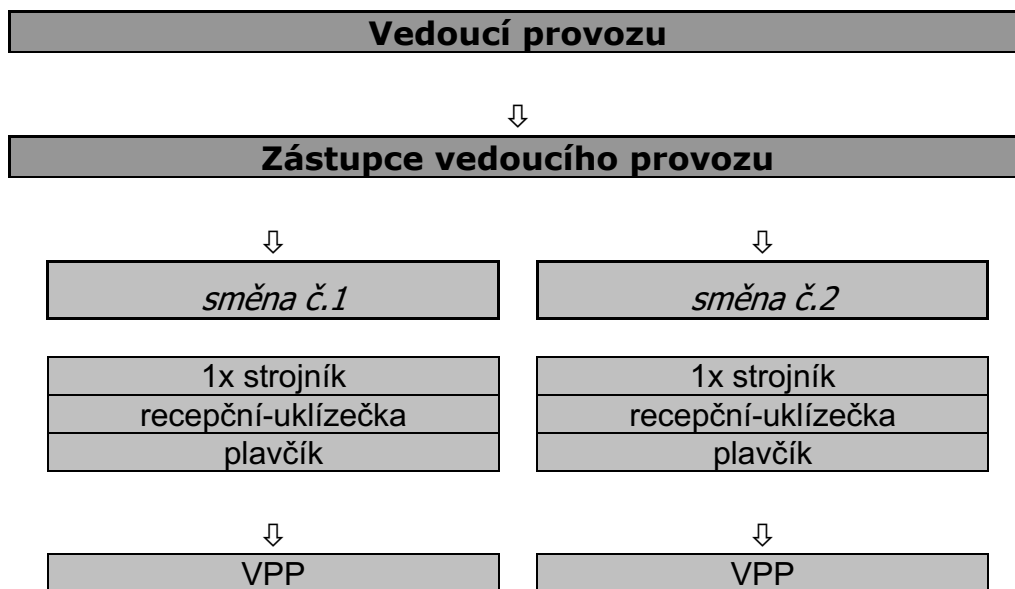 Vedoucí provozu
⇩
Zástupce vedoucího provozu
⇩ ⇩
směna č.1 směna č.2
1x strojník 1x strojník
recepční-uklízečka recepční-uklízečka
plavčík plavčík
⇩ ⇩
VPP VPP